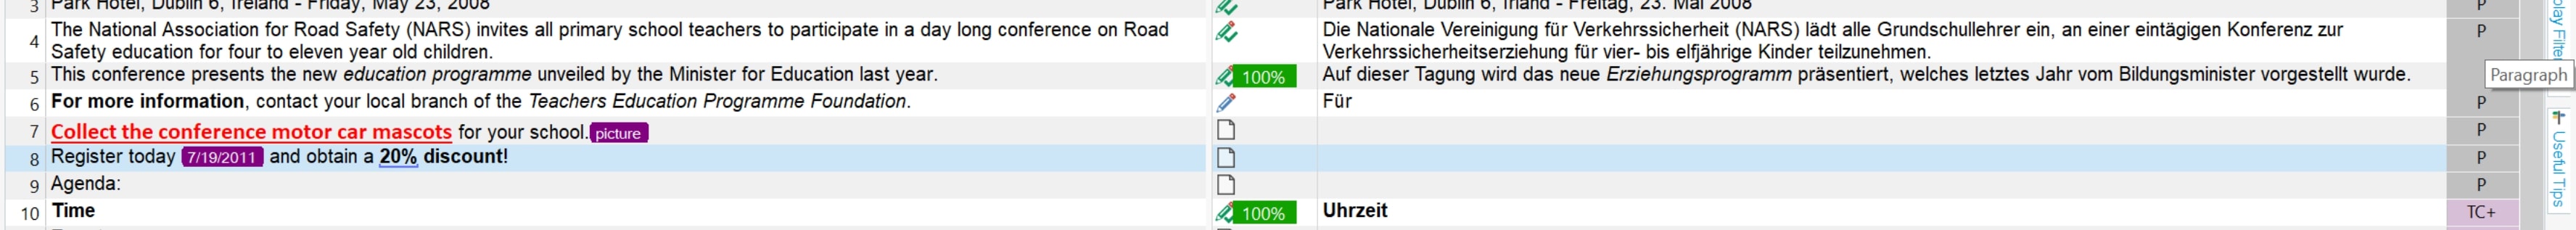 3 Park Hotel, Dublin 6, Ireland - Friday, May 23, 2008 Park Hotel, Dublin 6, Irland - Freitag, 23. Mai 2008 P
4 The National Association for Road Safety (NARS) invites all primary school teachers to participate in a day long conference on Road Die Nationale Vereinigung für Verkehrssicherheit (NARS) lädt alle Grundschullehrer ein, an einer eintägigen Konferenz zur P
Safety education for four to eleven year old children. Verkehrssicherheitserziehung für vier- bis elfjährige Kinder teilzunehmen.
5 This conference presents the new education programme unveiled by the Minister for Education last year. 100% Auf dieser Tagung wird das neue Erziehungsprogramm präsentiert, welches letztes Jahr vom Bildungsminister vorgestellt wurde. Paragraph
6 For more information, contact your local branch of the Teachers Education Programme Foundation. Für P
7 Collect the conference motor car mascots for your school. picture P
8 Register today 7/19/2011 and obtain a 20% discount! P
9 Agenda: P
10 Time 100% Uhrzeit TC+
Useful Tips